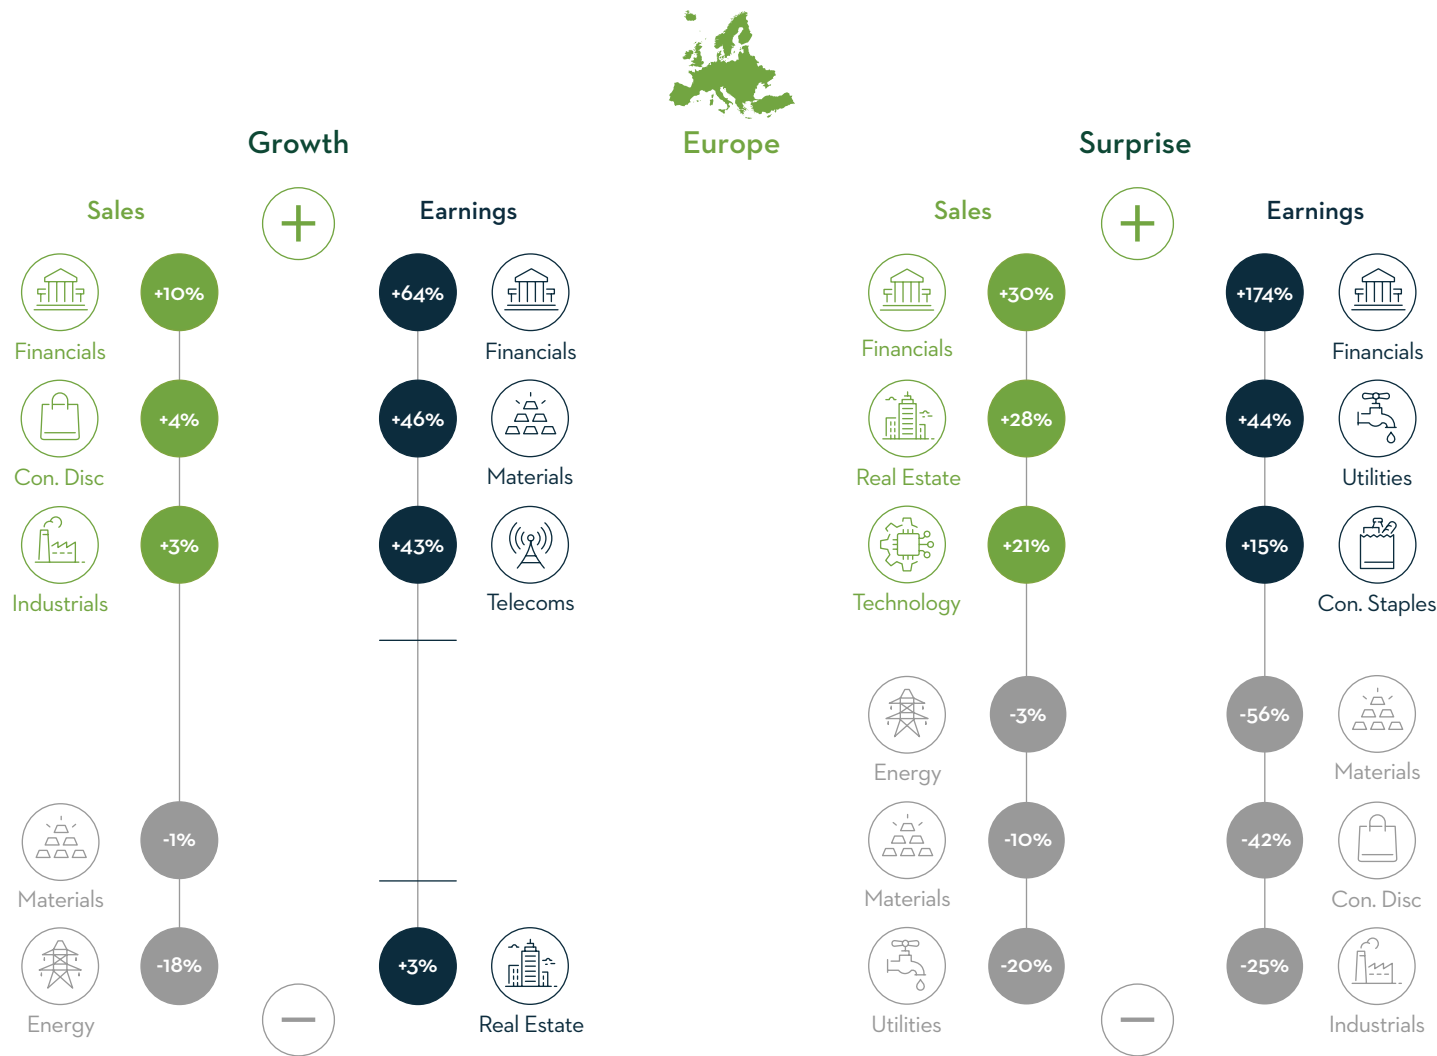 Europe
Growth
Sales
Earnings
+10%
Financials
+4%
Con. Disc
+3%
Industrials
-1%
Materials
-18%
Energy
+64%
Financials
+46%
Materials
+43%
Telecoms
+3%
Real Estate
Surprise
Sales
Earnings
+30%
Financials
+28%
Real Estate
+21%
Technology
-3%
Energy
-10%
Materials
-20%
Utilities
+174%
Financials
+44%
Utilities
+15%
Con. Staples
-56%
Materials
-42%
Con. Disc
-25%
Industrials